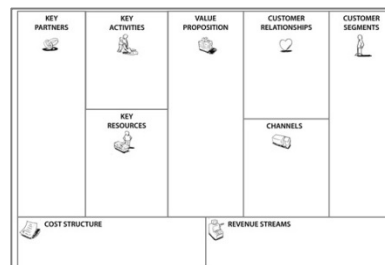 KEY
PARTNERS
KEY
ACTIVITIES
VALUE
PROPOSITION
CUSTOMER
RELATIONSHIPS
CUSTOMER
SEGMENTS
KEY
RESOURCES
CHANNELS
COST STRUCTURE
REVENUE STREAMS